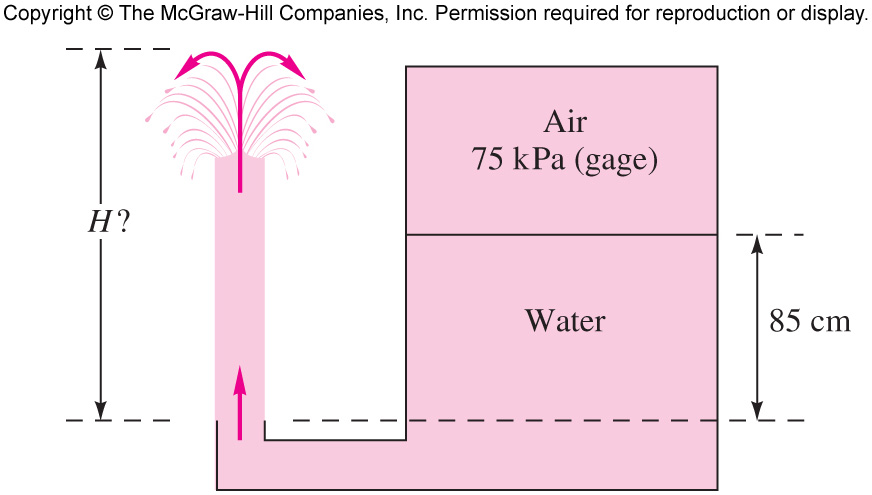 Copyright © The McGraw-Hill Companies, Inc. Permission required for reproduction or display.
Air
75 kPa (gage)
H?
Water
85 cm